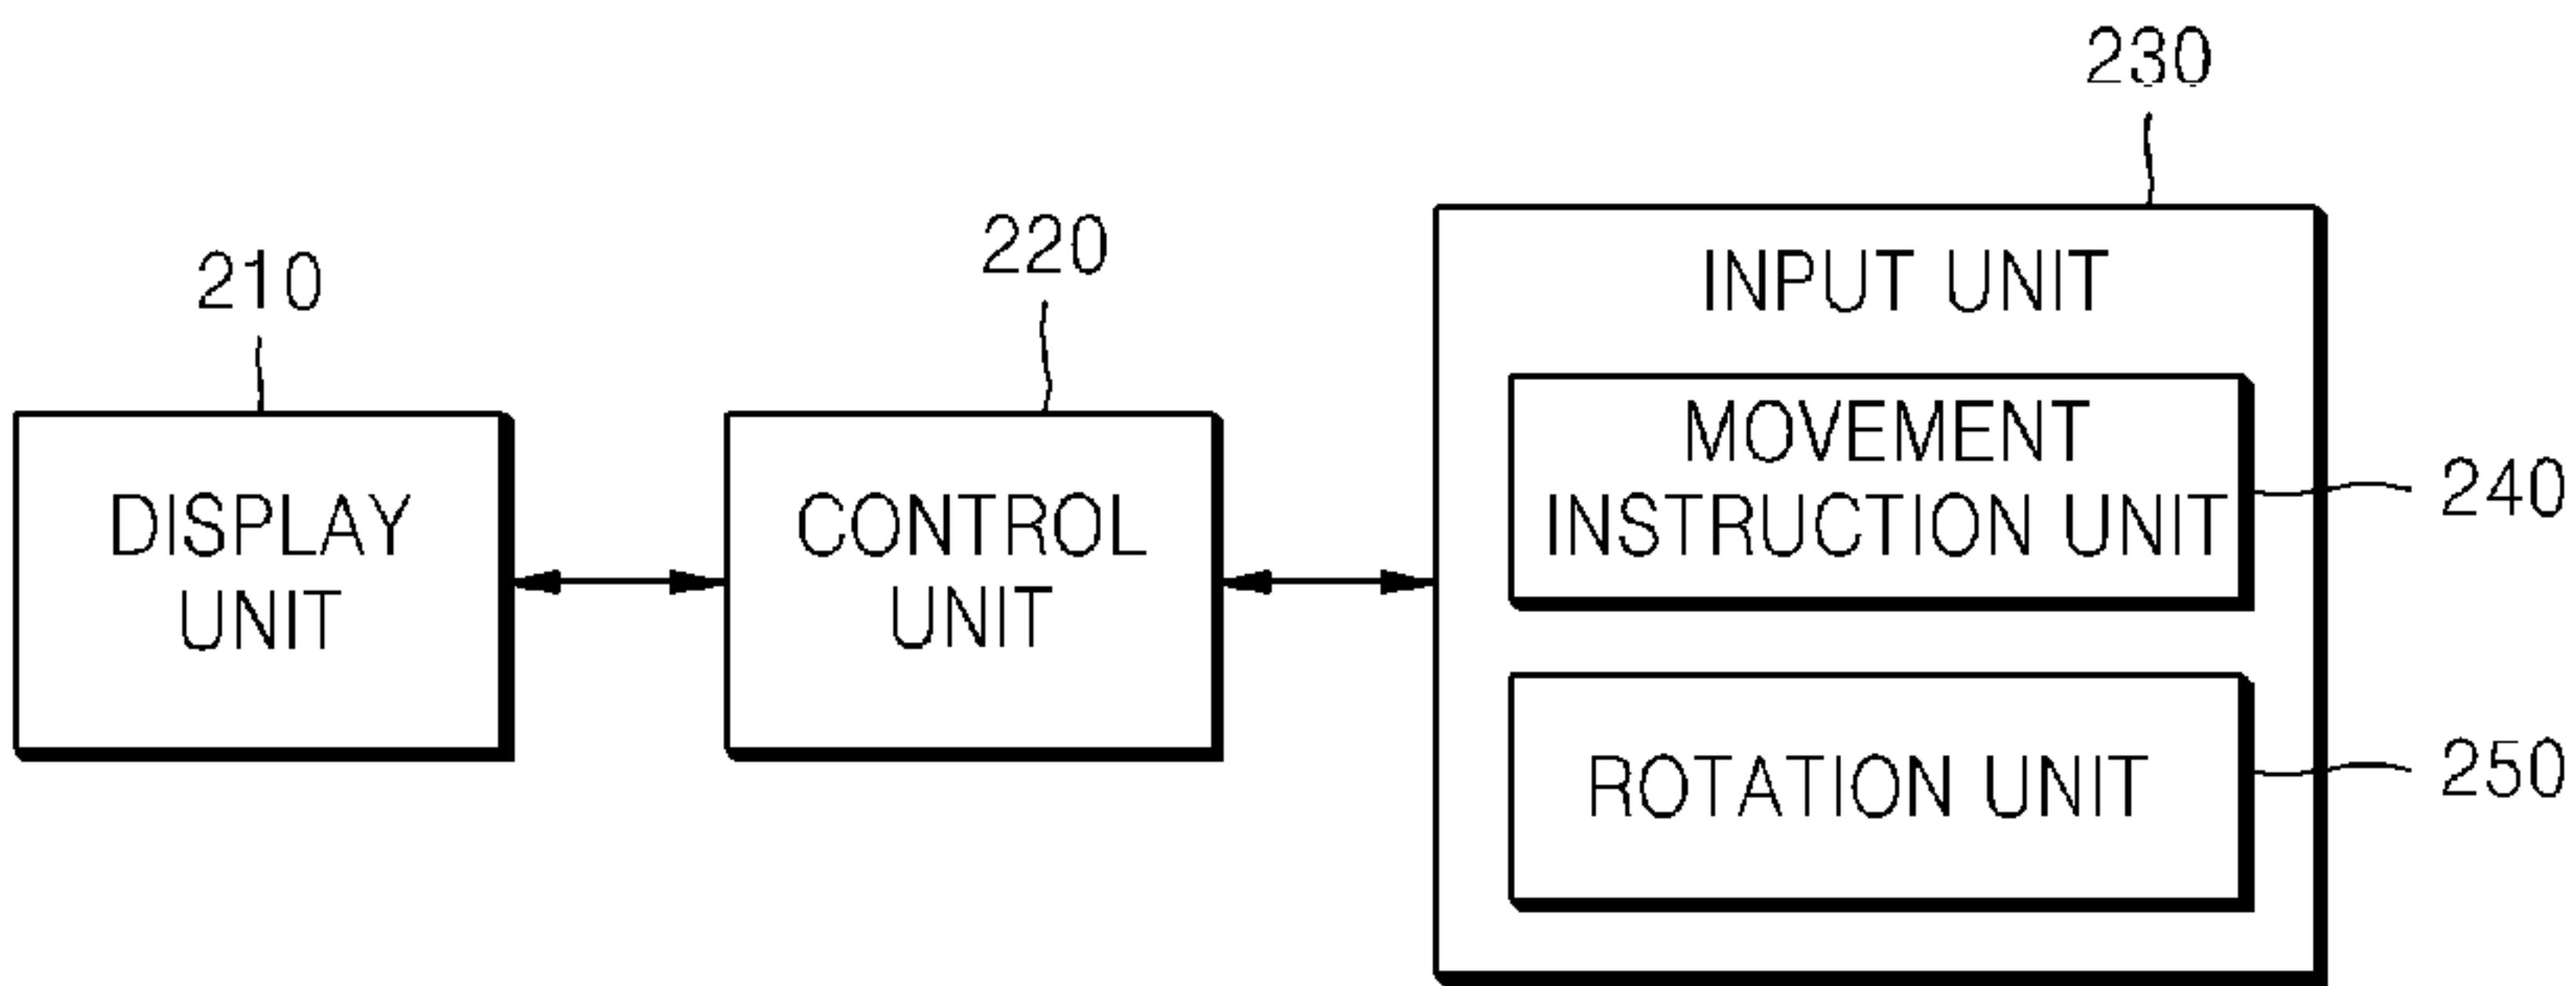 230
220
210
INPUT UNIT
MOVEMENT
INSTRUCTION UNIT
240
DISPLAY
UNIT
CONTROL
UNIT
ROTATION UNIT
250